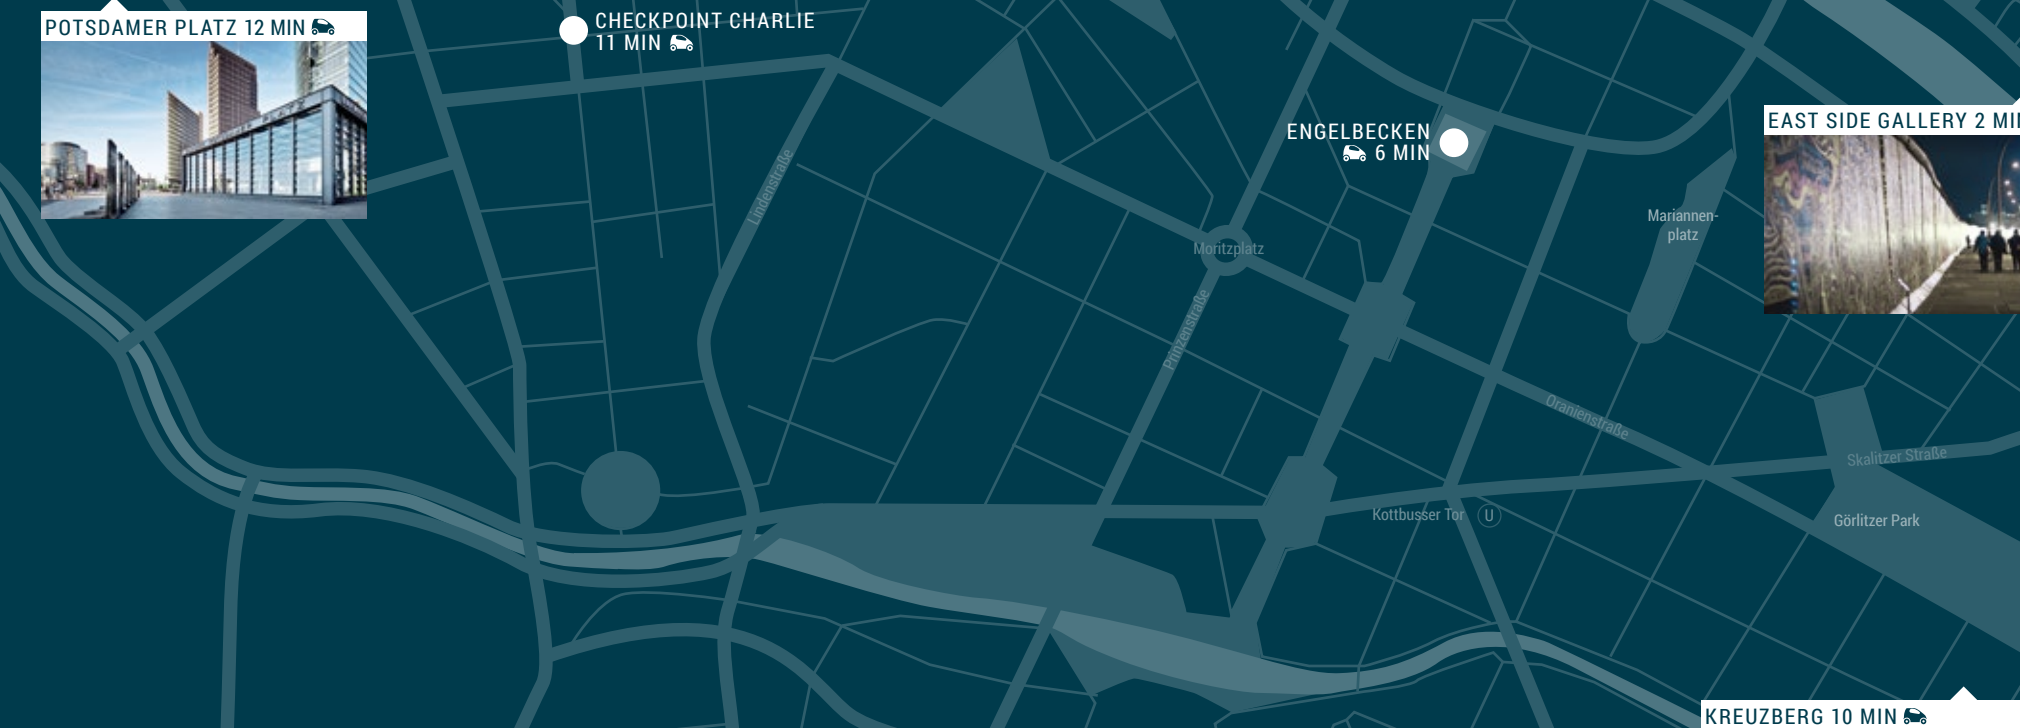 POTSDAMER PLATZ 12 MIN
CHECKPOINT CHARLIE
11 MIN
ENGELBECKEN
6 MIN
EAST SIDE GALLERY 2
Lindenstraße
Mariannen-
platz
Moritzplatz
Prinzenstraße
Oranienstraße
Skalitzer Straße
Kottbusser Tor U
Görlitzer Park
KREUZBERG 10 MIN